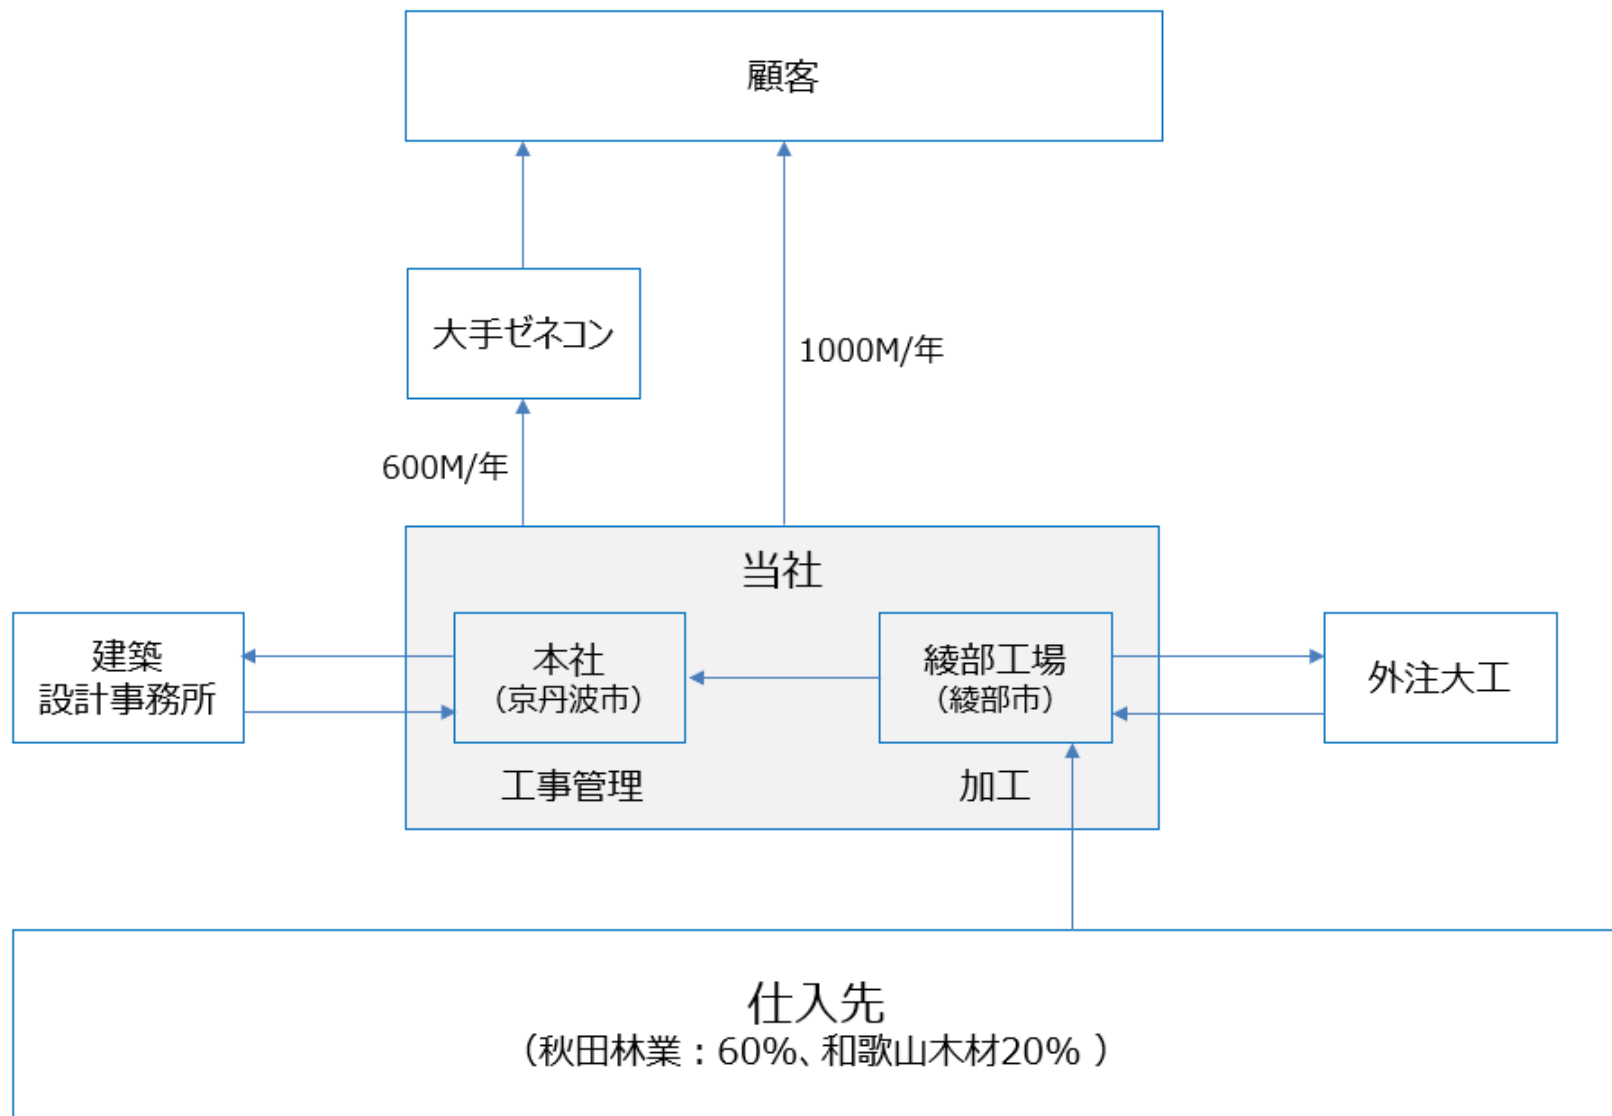 顧客
大手ゼネコン
1000M/年
600M/年
当社
建築
設計事務所
本社
（京丹波市）
綾部工場
（綾部市）
外注大工
工事管理
加工
仕入先
（秋田林業：60%、和歌山木材20% ）